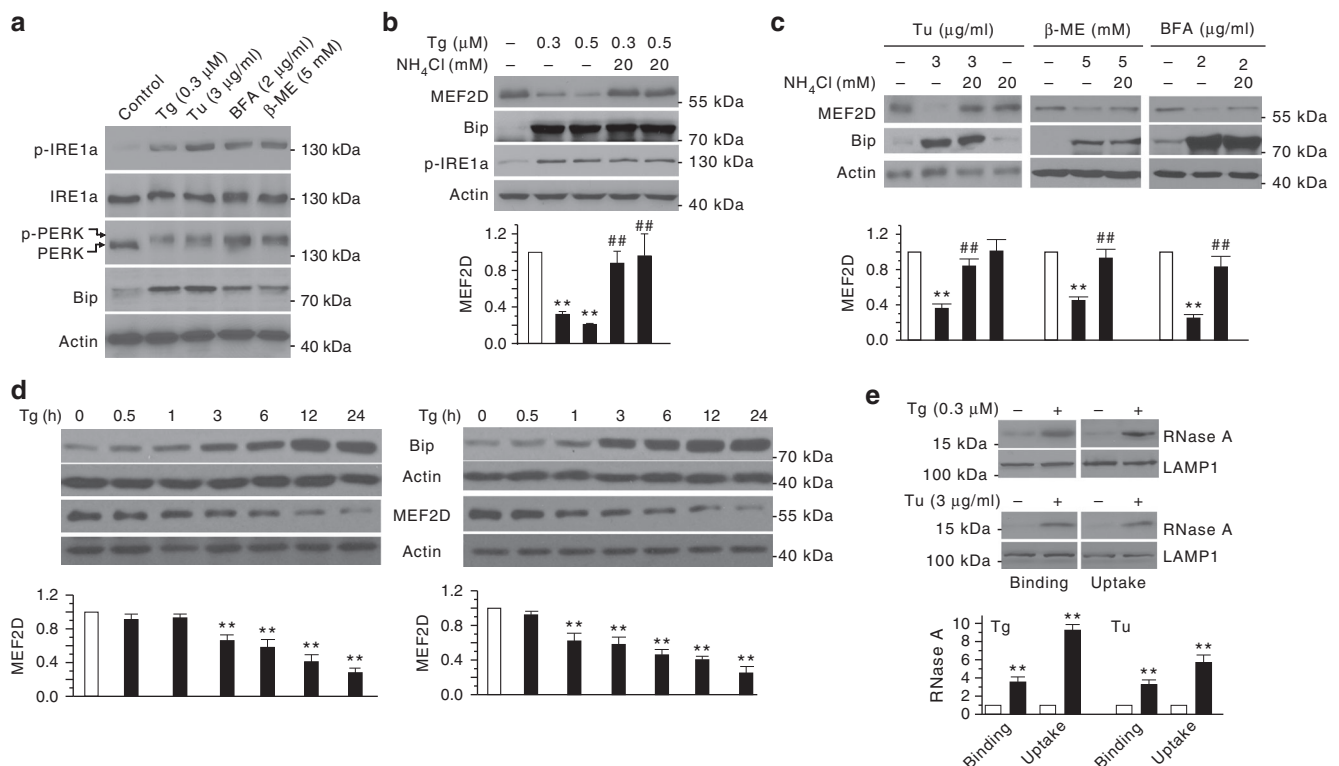 a
Control
Tg (0.3 µM)
Tu (3 µg/ml)
BFA (2 µg/ml)
β-ME (5 mM)
p-IRE1a
130 kDa
IRE1a
130 kDa
p-PERK
PERK
130 kDa
Bip
70 kDa
Actin
40 kDa
b
Tg (µM) – 0.3 0.5 0.3 0.5
NH4Cl (mM) – – – 20 20
MEF2D
55 kDa
Bip
70 kDa
p-IRE1a
130 kDa
Actin
40 kDa
MEF2D
1.2
0.8
0.4
0.0
** ** ## ##
c
Tu (µg/ml) β-ME (mM) BFA (µg/ml)
– 3 3 – – 5 5 – 2 2
NH4Cl (mM) – – 20 20 – – 20 – – 20
MEF2D
55 kDa
Bip
70 kDa
Actin
40 kDa
MEF2D
1.2
0.8
0.4
0.0
** ## ** ## ** ##
d
Tg (h) 0 0.5 1 3 6 12 24
Tg (h) 0 0.5 1 3 6 12 24
Bip
70 kDa
Actin
40 kDa
MEF2D
55 kDa
Actin
40 kDa
MEF2D
1.2
0.8
0.4
0.0
** ** ** **
MEF2D
1.2
0.8
0.4
0.0
** ** ** ** **
e
Tg (0.3 µM) – + – +
15 kDa
RNase A
100 kDa
LAMP1
Tu (3 µg/ml) – + – +
15 kDa
RNase A
100 kDa
LAMP1
Binding Uptake
RNase A
10
8
6
4
2
0
Tg Tu
** ** ** **
Binding
Uptake
Binding
Uptake